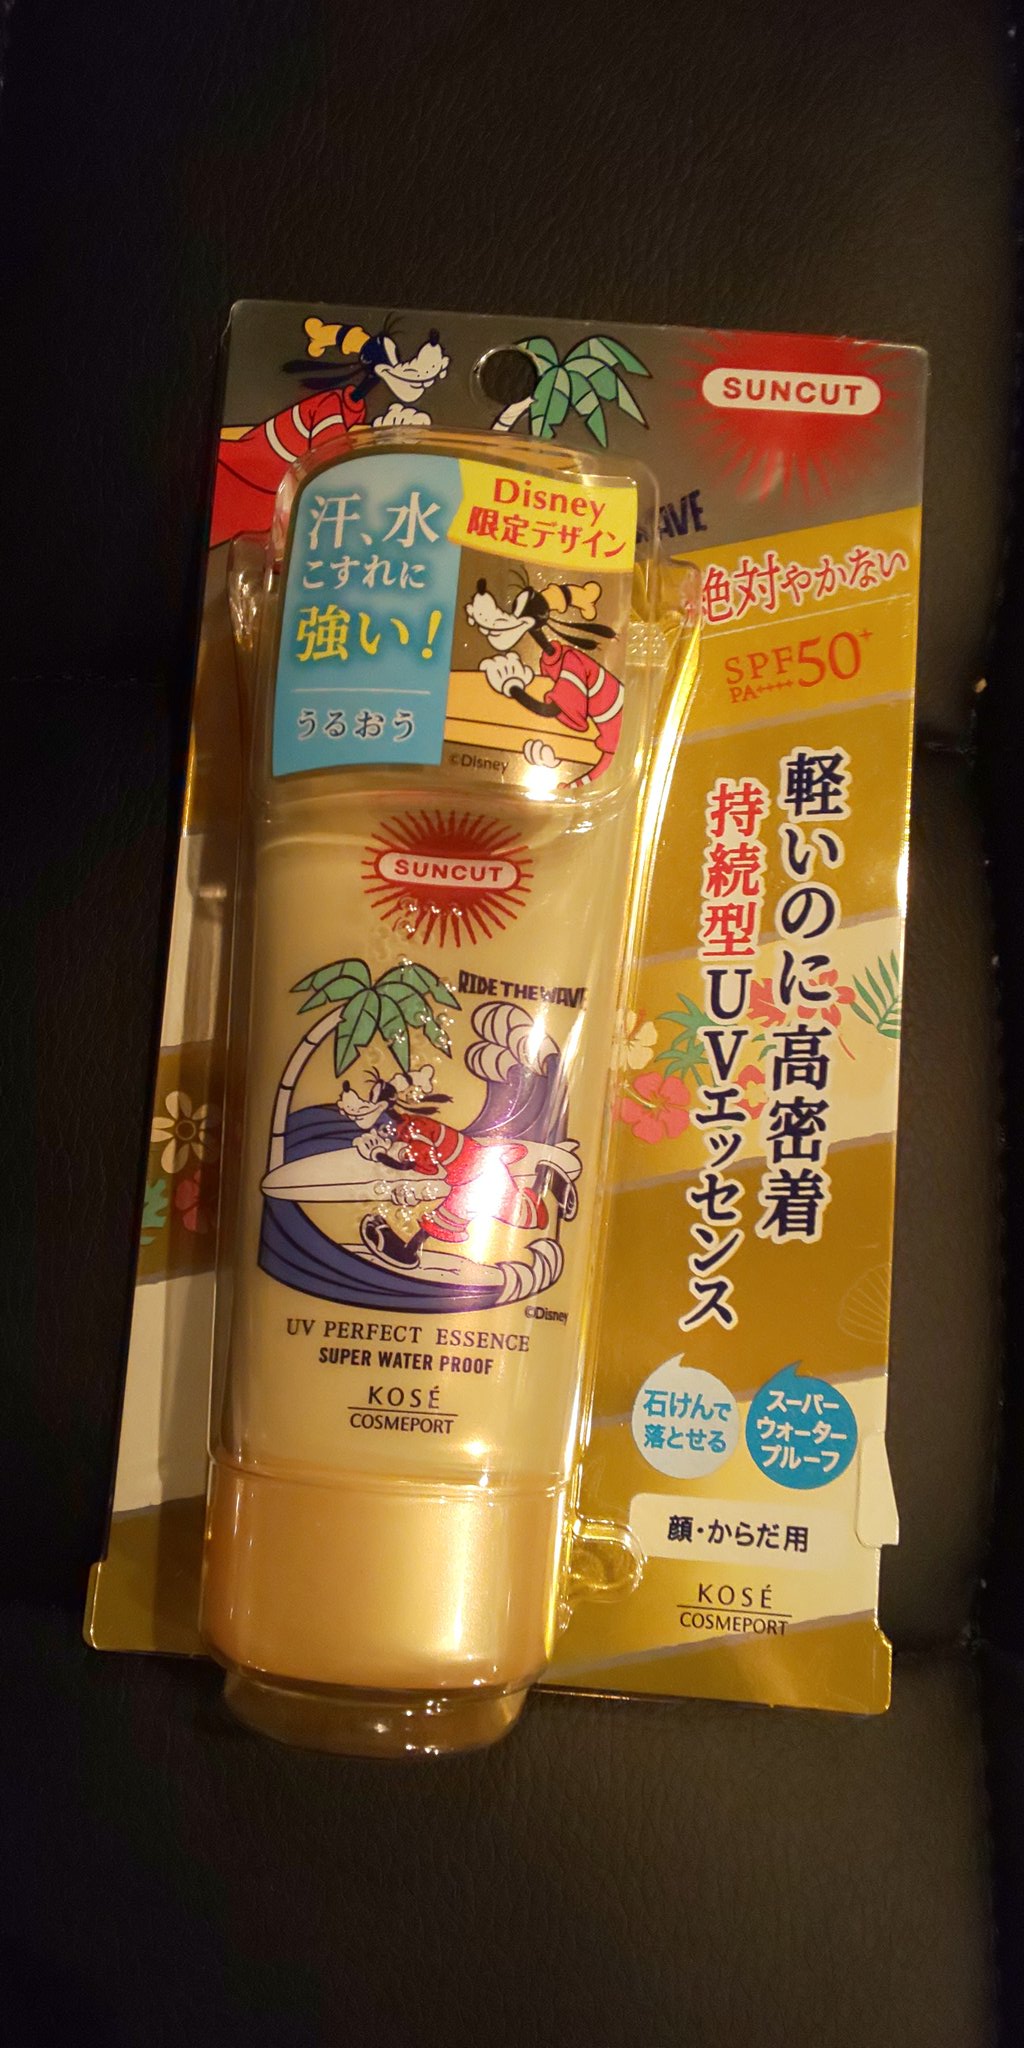 SUNCUT
Disney
限定デザイン
汗、水
こすれに
強い!
うるおう
©Disney
絶対やかない
SPF50+
PA++++
軽いのに高密着
持続型UVエッセンス
SUNCUT
RIDE THE WAVE
©Disney
UV PERFECT ESSENCE
SUPER WATER PROOF
KOSÉ
COSMEPORT
石けんで
落とせる
スーパー
ウォーター
プルーフ
顔・からだ用
KOSÉ
COSMEPORT